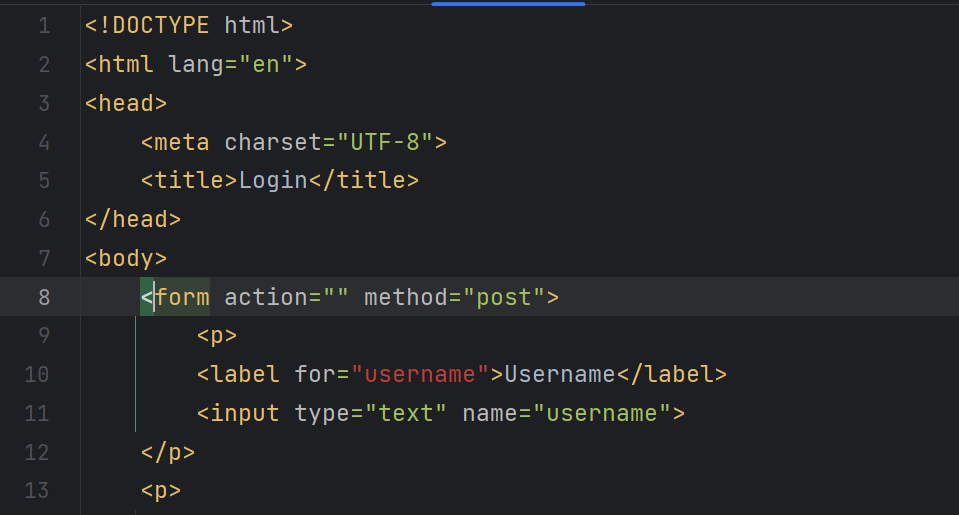 1 <!DOCTYPE html>
2 <html lang="en">
3 <head>
4     <meta charset="UTF-8">
5     <title>Login</title>
6 </head>
7 <body>
8     <form action="" method="post">
9         <p>
10         <label for="username">Username</label>
11         <input type="text" name="username">
12     </p>
13     <p>